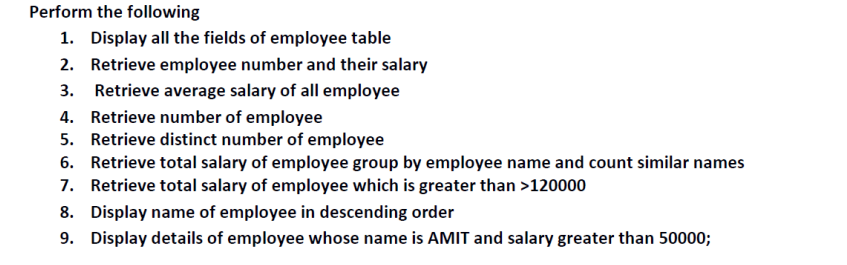 Perform the following
1. Display all the fields of employee table
2. Retrieve employee number and their salary
3. Retrieve average salary of all employee
4. Retrieve number of employee
5. Retrieve distinct number of employee
6. Retrieve total salary of employee group by employee name and count similar names
7. Retrieve total salary of employee which is greater than >120000
8. Display name of employee in descending order
9. Display details of employee whose name is AMIT and salary greater than 50000;